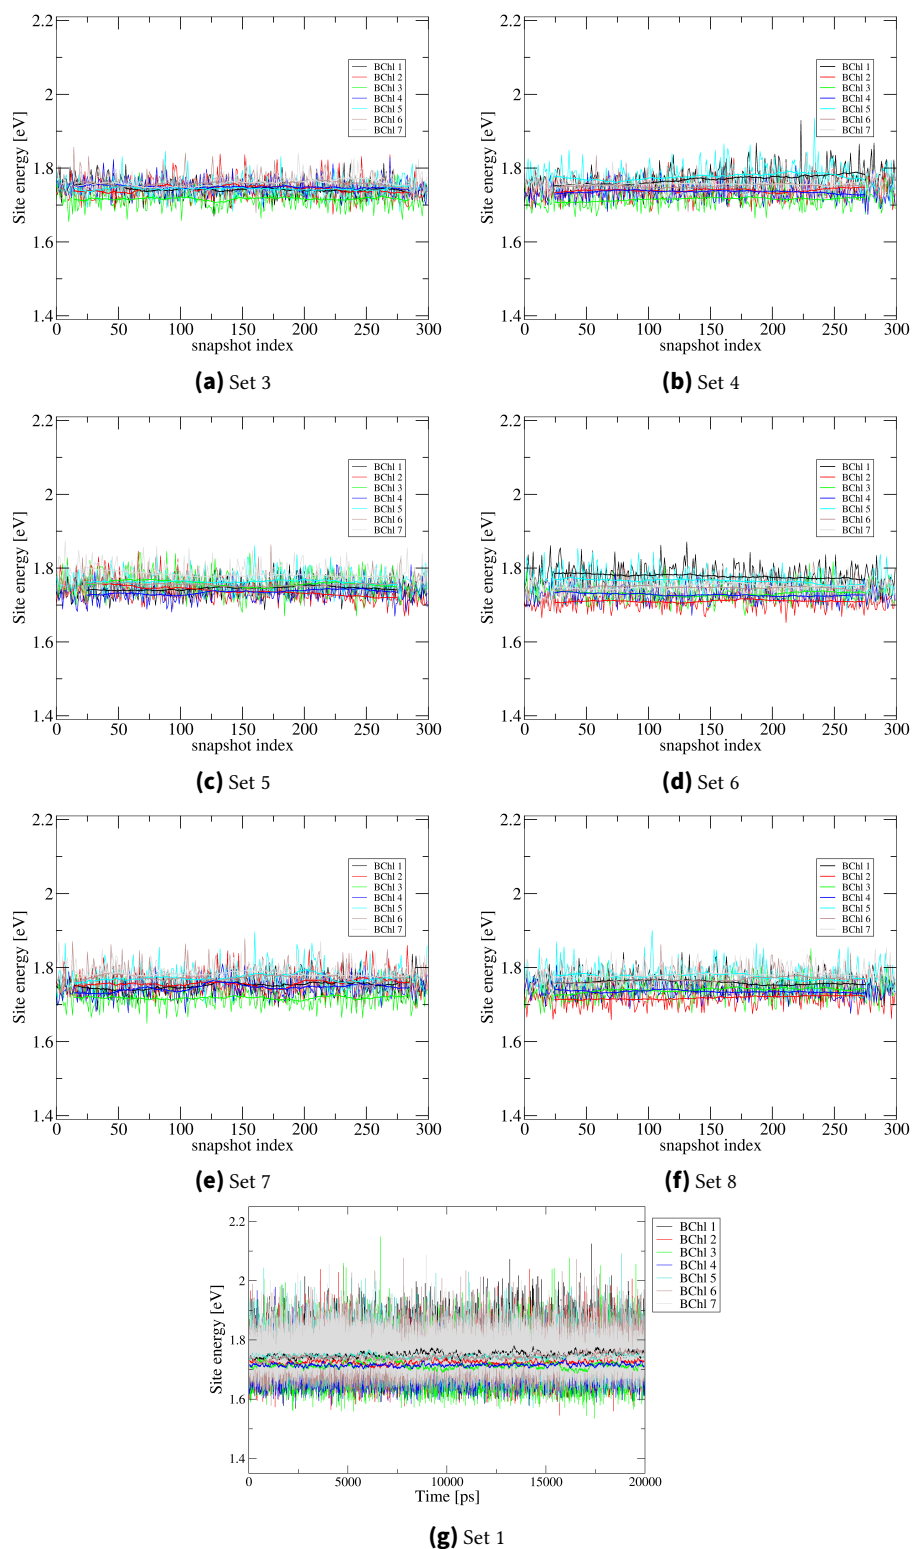 2.2
2
1.8
1.6
1.4
Site energy [eV]
BChl 1
BChl 2
BChl 3
BChl 4
BChl 5
BChl 6
BChl 7
0 50 100 150 200 250 300
snapshot index
(a) Set 3
2.2
2
1.8
1.6
1.4
Site energy [eV]
BChl 1
BChl 2
BChl 3
BChl 4
BChl 5
BChl 6
BChl 7
0 50 100 150 200 250 300
snapshot index
(b) Set 4
2.2
2
1.8
1.6
1.4
Site energy [eV]
BChl 1
BChl 2
BChl 3
BChl 4
BChl 5
BChl 6
BChl 7
0 50 100 150 200 250 300
snapshot index
(c) Set 5
2.2
2
1.8
1.6
1.4
Site energy [eV]
BChl 1
BChl 2
BChl 3
BChl 4
BChl 5
BChl 6
BChl 7
0 50 100 150 200 250 300
snapshot index
(d) Set 6
2.2
2
1.8
1.6
1.4
Site energy [eV]
BChl 1
BChl 2
BChl 3
BChl 4
BChl 5
BChl 6
BChl 7
0 50 100 150 200 250 300
snapshot index
(e) Set 7
2.2
2
1.8
1.6
1.4
Site energy [eV]
BChl 1
BChl 2
BChl 3
BChl 4
BChl 5
BChl 6
BChl 7
0 50 100 150 200 250 300
snapshot index
(f) Set 8
2.2
2
1.8
1.6
1.4
Site energy [eV]
BChl 1
BChl 2
BChl 3
BChl 4
BChl 5
BChl 6
BChl 7
0 5000 10000 15000 20000
Time [ps]
(g) Set 1